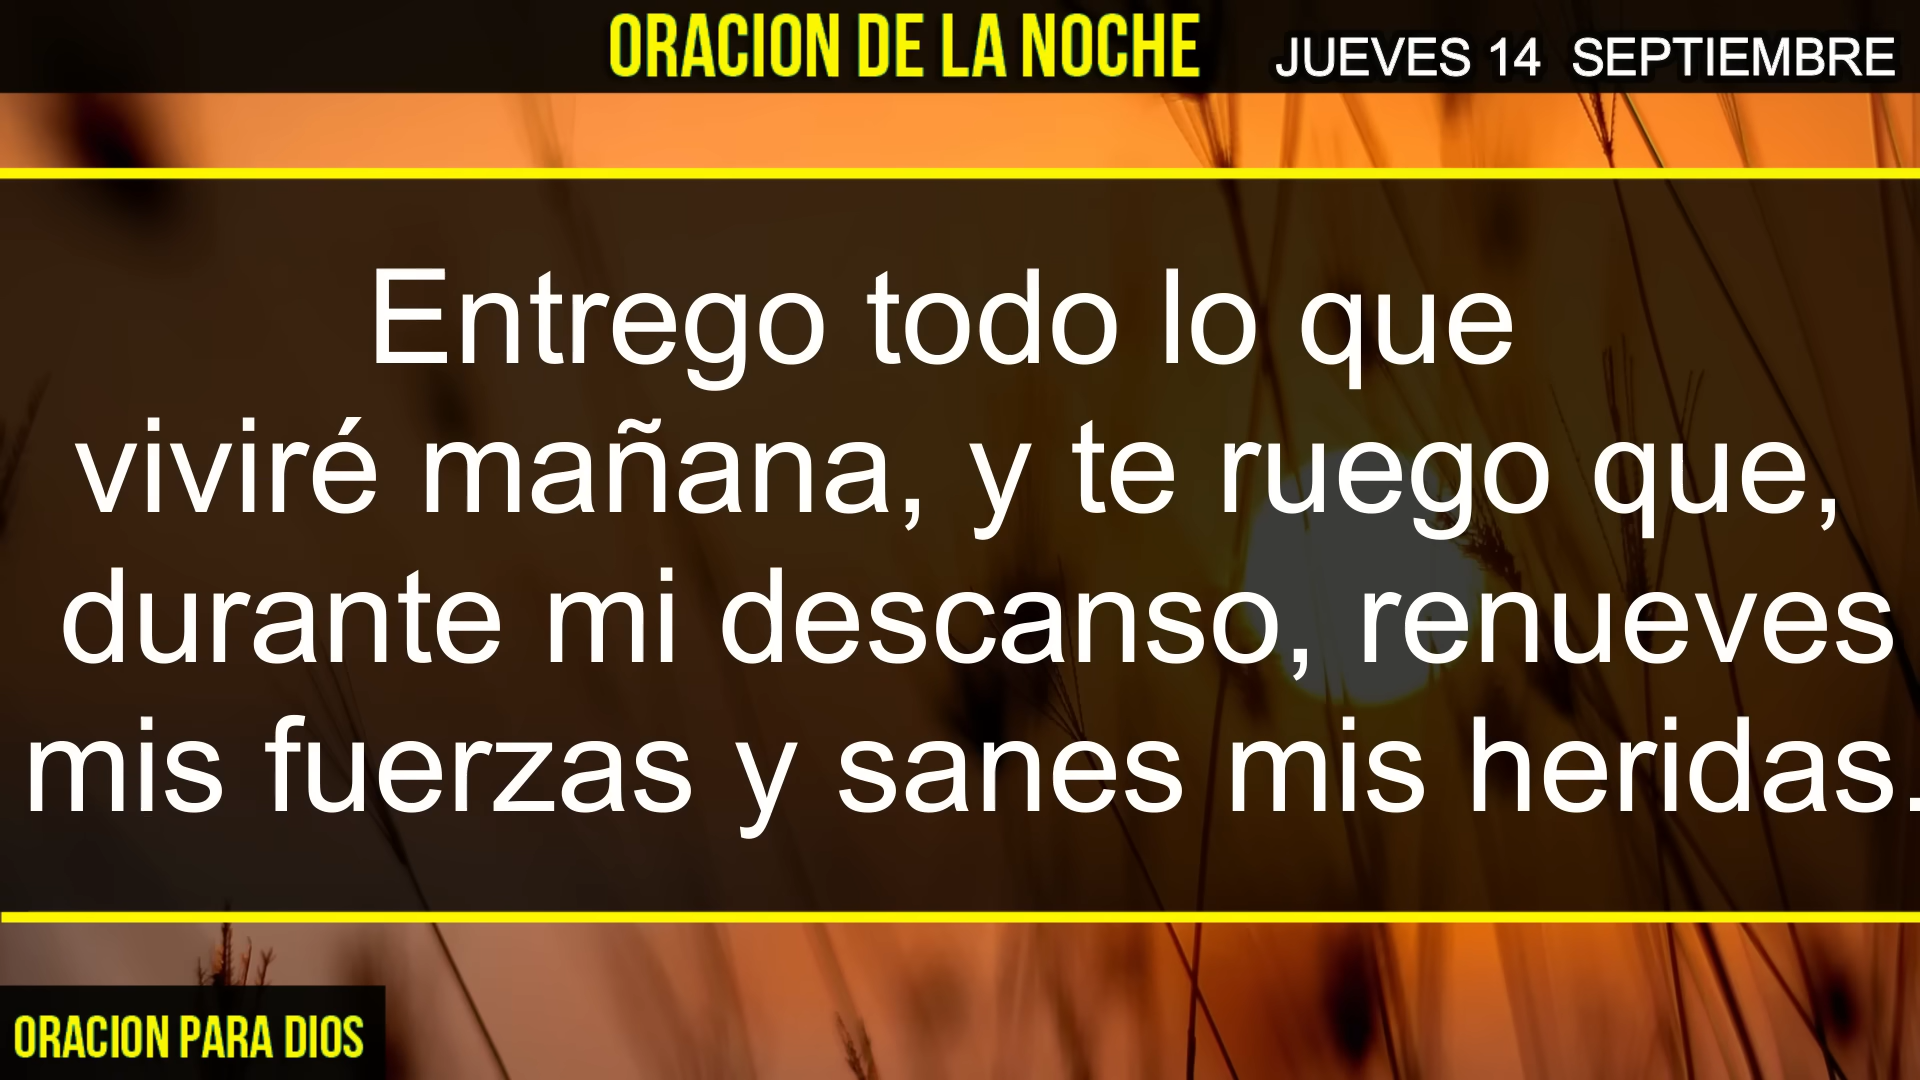 ORACION DE LA NOCHE
JUEVES 14 SEPTIEMBRE
Entrego todo lo que
viviré mañana, y te ruego que,
durante mi descanso, renueves
mis fuerzas y sanes mis heridas.
ORACION PARA DIOS